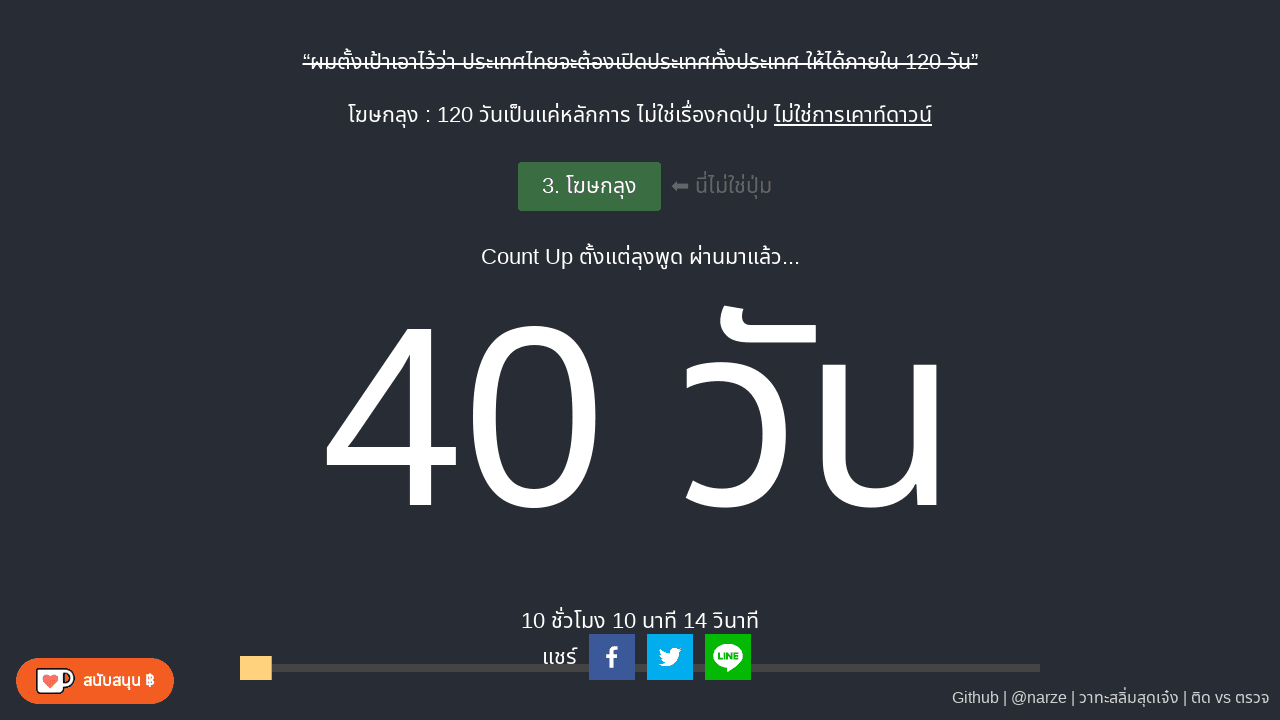 “ผมตั้งเป้าเอาไว้ว่า ประเทศไทยจะต้องเปิดประเทศทั้งประเทศ ให้ได้ภายใน 120 วัน”
โฆษกลุง : 120 วันเป็นแค่หลักการ ไม่ใช่เรื่องกดปุ่ม ไม่ใช่การเคาท์ดาวน์
3. โฆษกลุง ⬅ นี่ไม่ใช่ปุ่ม
Count Up ตั้งแต่ลุงพูด ผ่านมาแล้ว...
40 วัน
10 ชั่วโมง 10 นาที 14 วินาที
แชร์ LINE
สนับสนุน ฿
Github | @narze | วาทะสลิ่มสุดเจ๋ง | ติด vs ตรวจ